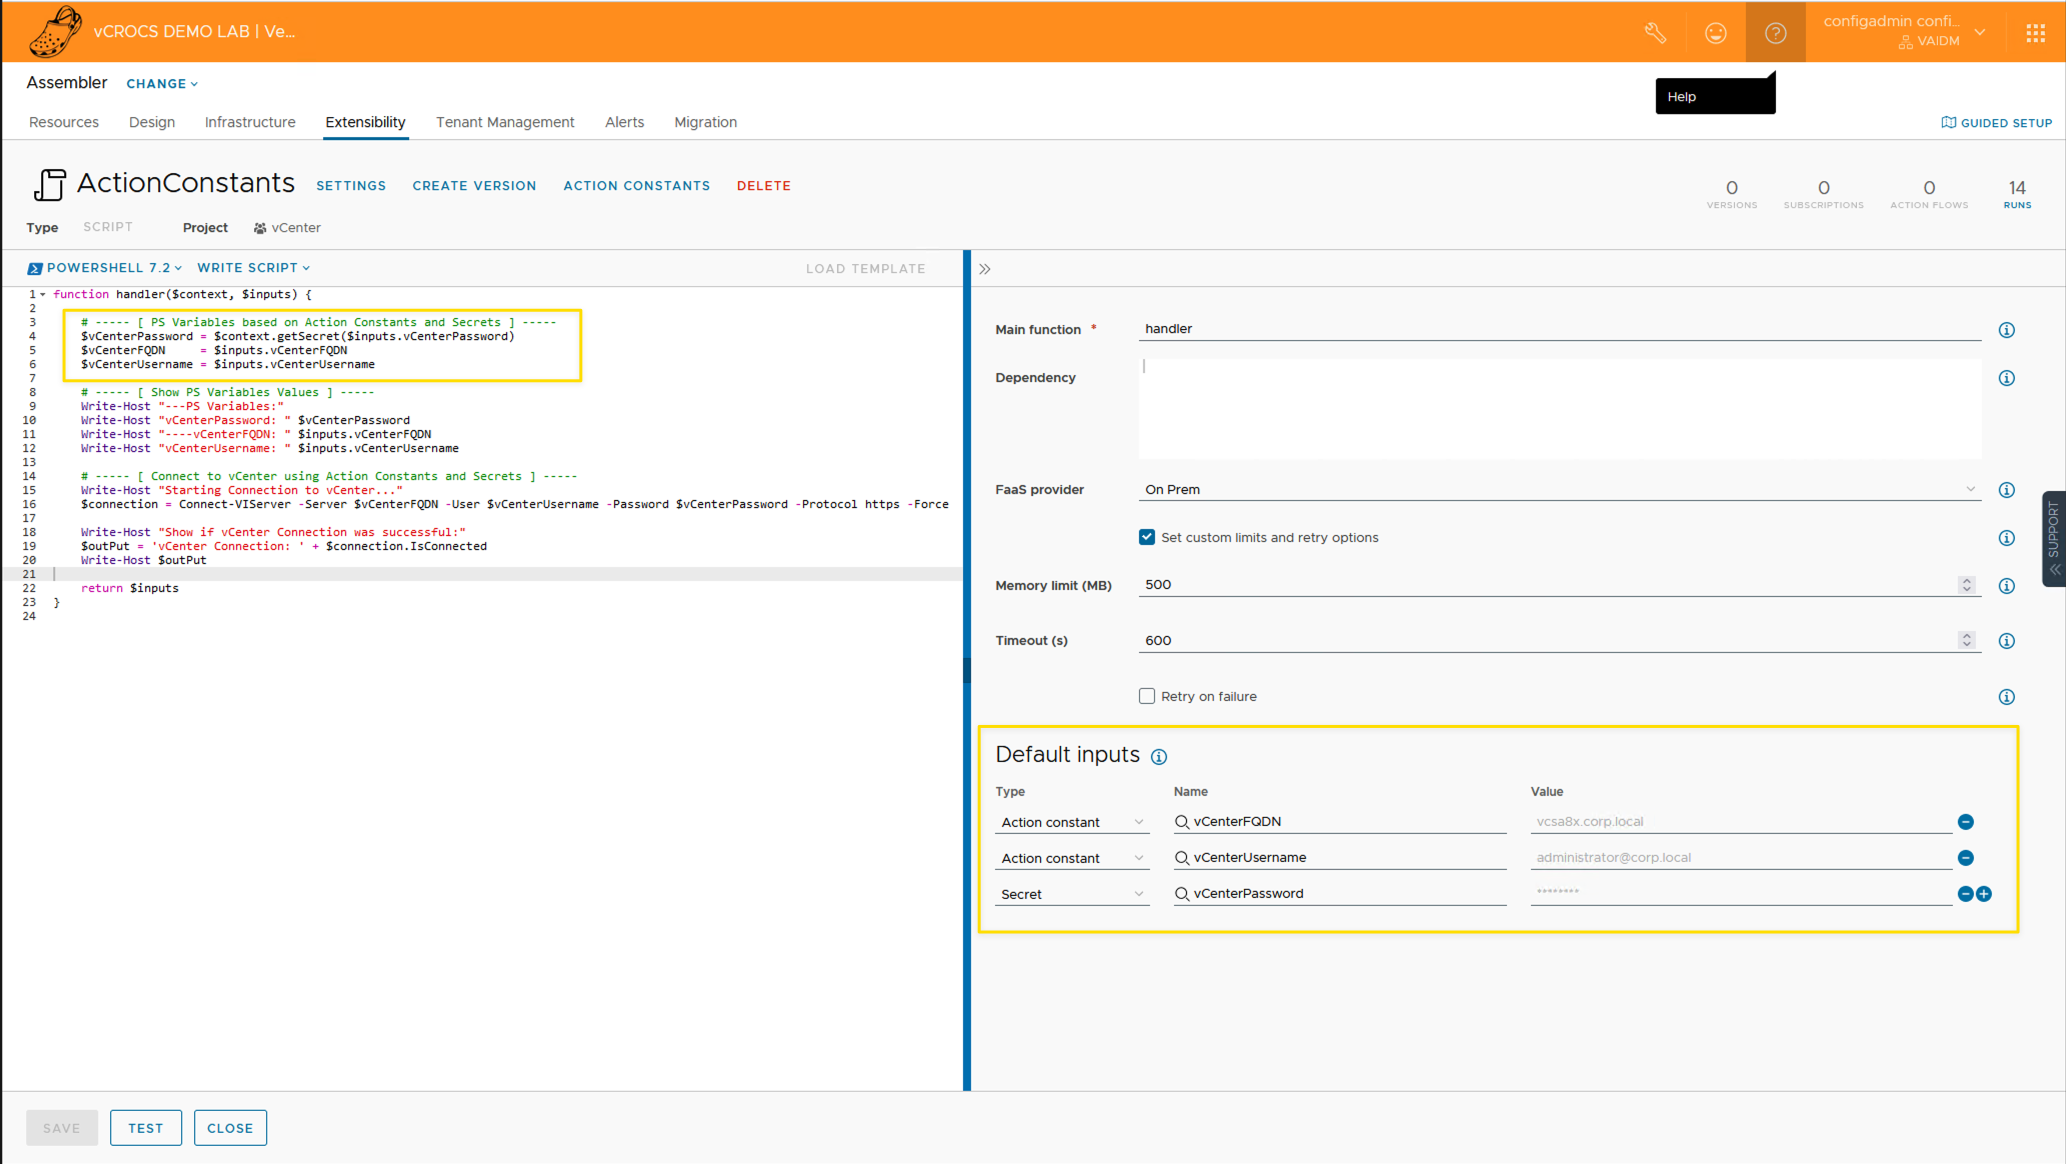 vCROCS DEMO LAB | Ve...
configadmin confi...
VAIDM
Assembler CHANGE
Help
Resources Design Infrastructure Extensibility Tenant Management Alerts Migration
GUIDED SETUP
ActionConstants SETTINGS CREATE VERSION ACTION CONSTANTS DELETE
0 VERSIONS
0 SUBSCRIPTIONS
0 ACTION FLOWS
14 RUNS
Type SCRIPT Project vCenter
POWERSHELL 7.2 WRITE SCRIPT LOAD TEMPLATE
1 function handler($context, $inputs) {
2
3 # ----- [ PS Variables based on Action Constants and Secrets ] -----
4 $vCenterPassword = $context.getSecret($inputs.vCenterPassword)
5 $vCenterFQDN     = $inputs.vCenterFQDN
6 $vCenterUsername = $inputs.vCenterUsername
7
8 # ----- [ Show PS Variables Values ] -----
9 Write-Host "---PS Variables:"
10 Write-Host "vCenterPassword: " $vCenterPassword
11 Write-Host "----vCenterFQDN: " $inputs.vCenterFQDN
12 Write-Host "vCenterUsername: " $inputs.vCenterUsername
13
14 # ----- [ Connect to vCenter using Action Constants and Secrets ] -----
15 Write-Host "Starting Connection to vCenter..."
16 $connection = Connect-VIServer -Server $vCenterFQDN -User $vCenterUsername -Password $vCenterPassword -Protocol https -Force
17
18 Write-Host "Show if vCenter Connection was successful:"
19 $outPut = 'vCenter Connection: ' + $connection.IsConnected
20 Write-Host $outPut
21
22 return $inputs
23 }
24
Main function * handler
Dependency
FaaS provider On Prem
Set custom limits and retry options
Memory limit (MB) 500
Timeout (s) 600
Retry on failure
SUPPORT
Default inputs
Type Name Value
Action constant vCenterFQDN vcsa8x.corp.local
Action constant vCenterUsername administrator@corp.local
Secret vCenterPassword ********
SAVE TEST CLOSE